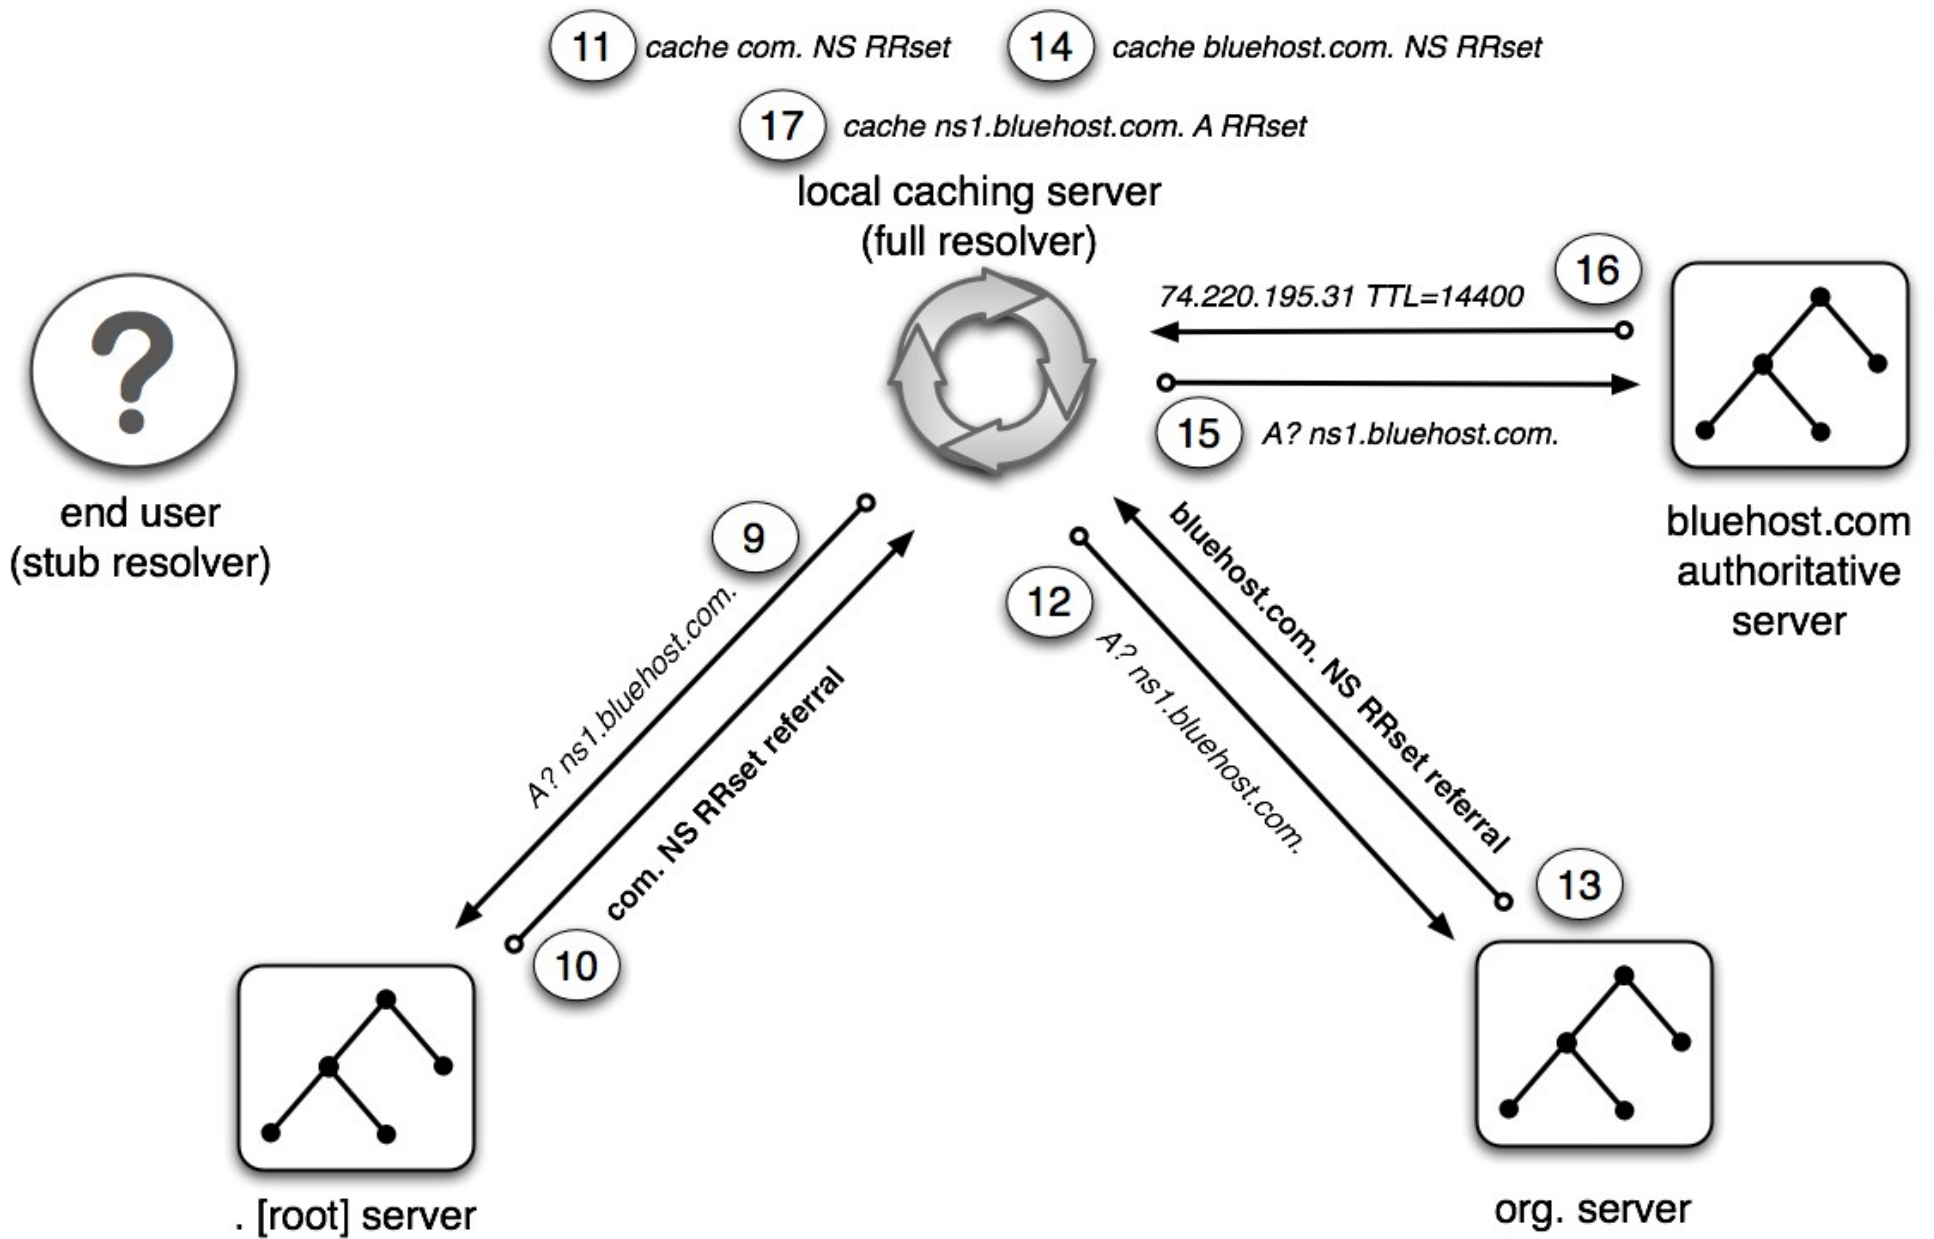 11 cache com. NS RRset
14 cache bluehost.com. NS RRset
17 cache ns1.bluehost.com. A RRset
local caching server
(full resolver)
16
74.220.195.31 TTL=14400
15 A? ns1.bluehost.com.
?
end user
(stub resolver)
bluehost.com
authoritative
server
9
A? ns1.bluehost.com.
com. NS RRset referral
10
12
A? ns1.bluehost.com.
bluehost.com. NS RRset referral
13
. [root] server
org. server